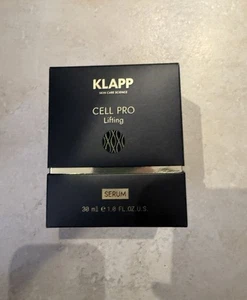 KLAPP
SKIN CARE SCIENCE
CELL PRO
Lifting
SERUM
30 ml ℮ 1.0 FL.OZ U.S.